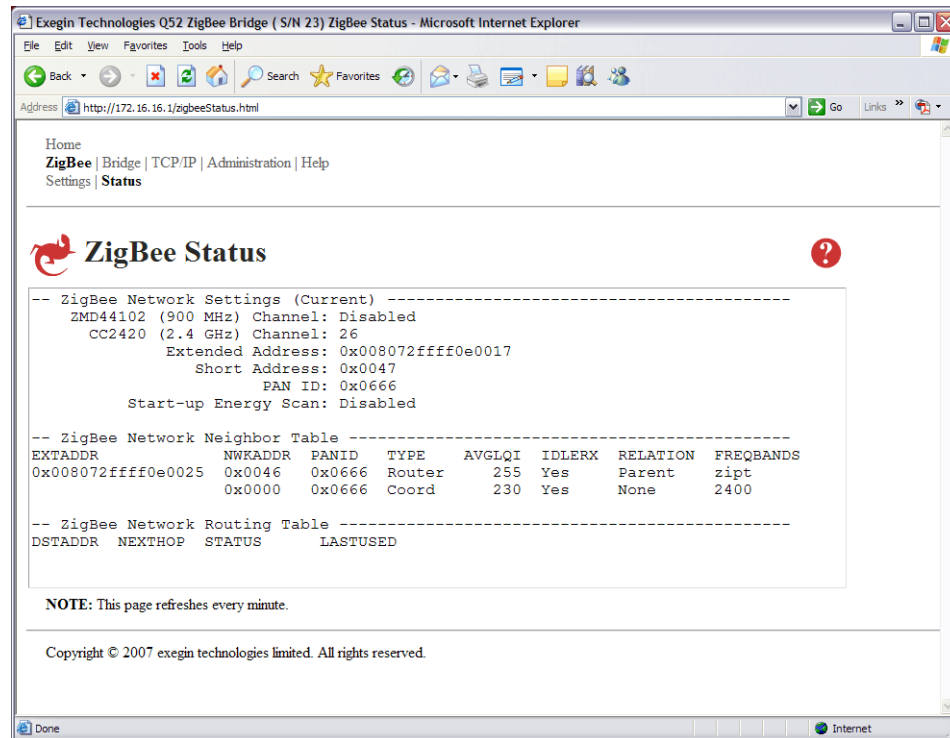 Exegin Technologies Q52 ZigBee Bridge ( S/N 23) ZigBee Status - Microsoft Internet Explorer
File Edit View Favorites Tools Help
Back Search Favorites
Address http://172.16.16.1/zigbeeStatus.html Go Links »
Home
ZigBee | Bridge | TCP/IP | Administration | Help
Settings | Status
ZigBee Status ?
-- ZigBee Network Settings (Current) ------------------------------------------
ZMD44102 (900 MHz) Channel: Disabled
CC2420 (2.4 GHz) Channel: 26
Extended Address: 0x008072ffff0e0017
Short Address: 0x0047
PAN ID: 0x0666
Start-up Energy Scan: Disabled
-- ZigBee Network Neighbor Table ----------------------------------------------
EXTADDR NWKADDR PANID TYPE AVGLQI IDLERX RELATION FREQBANDS
0x008072ffff0e0025 0x0046 0x0666 Router 255 Yes Parent zipt
0x0000 0x0666 Coord 230 Yes None 2400
-- ZigBee Network Routing Table -----------------------------------------------
DSTADDR NEXTHOP STATUS LASTUSED
NOTE: This page refreshes every minute.
Copyright © 2007 exegin technologies limited. All rights reserved.
Done Internet